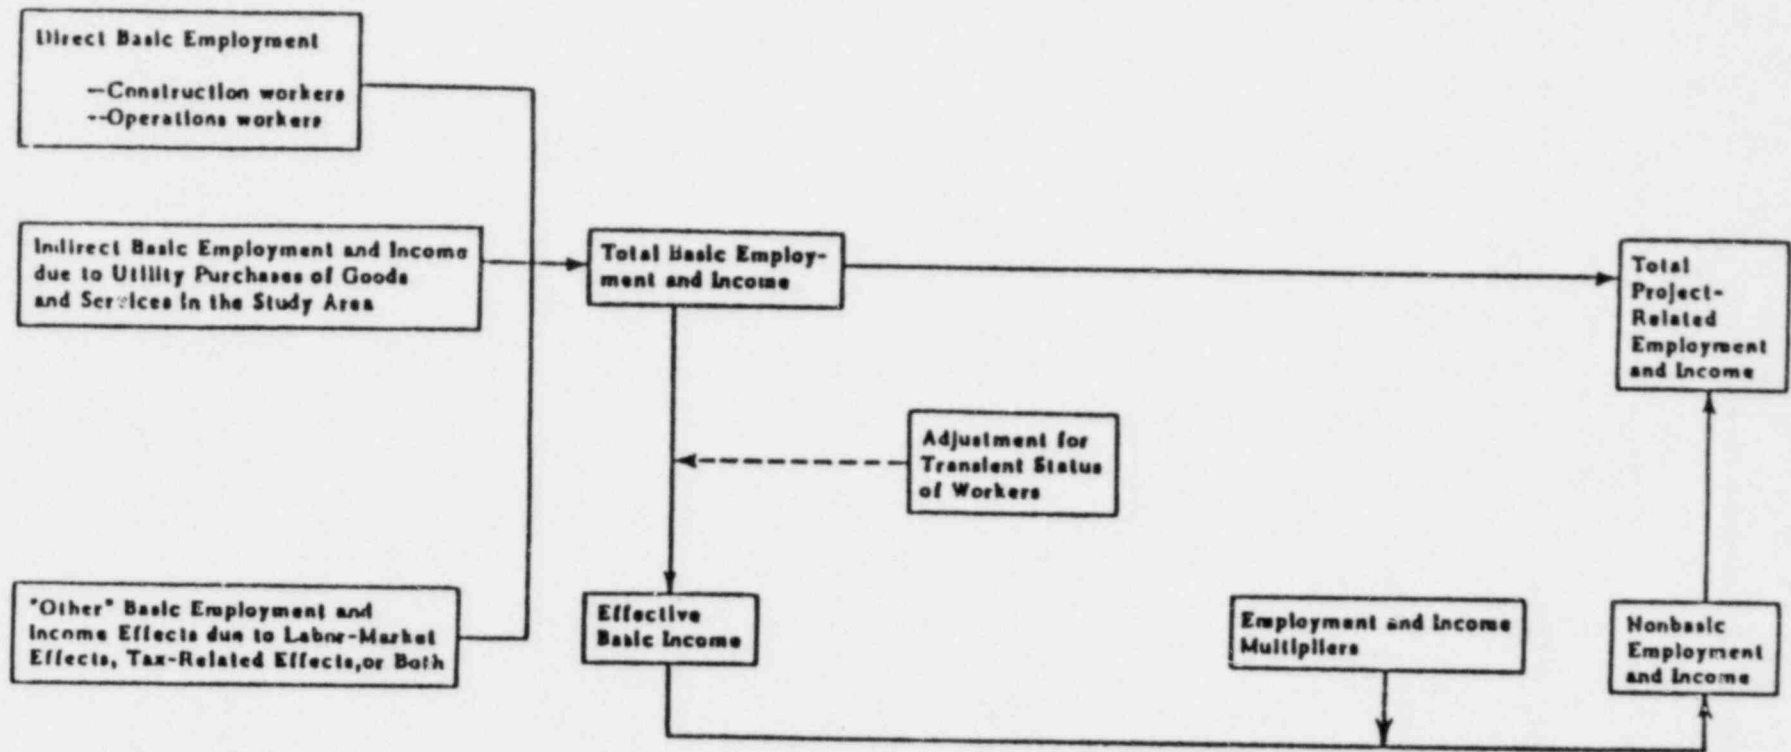 Direct Basic Employment
--Construction workers
--Operations workers
Indirect Basic Employment and Income
due to Utility Purchases of Goods
and Services in the Study Area
Total Basic Employ-
ment and Income
Total
Project-
Related
Employment
and Income
Adjustment for
Transient Status
of Workers
"Other" Basic Employment and
Income Effects due to Labor-Market
Effects, Tax-Related Effects,or Both
Effective
Basic Income
Employment and Income
Multipliers
Nonbasic
Employment
and Income